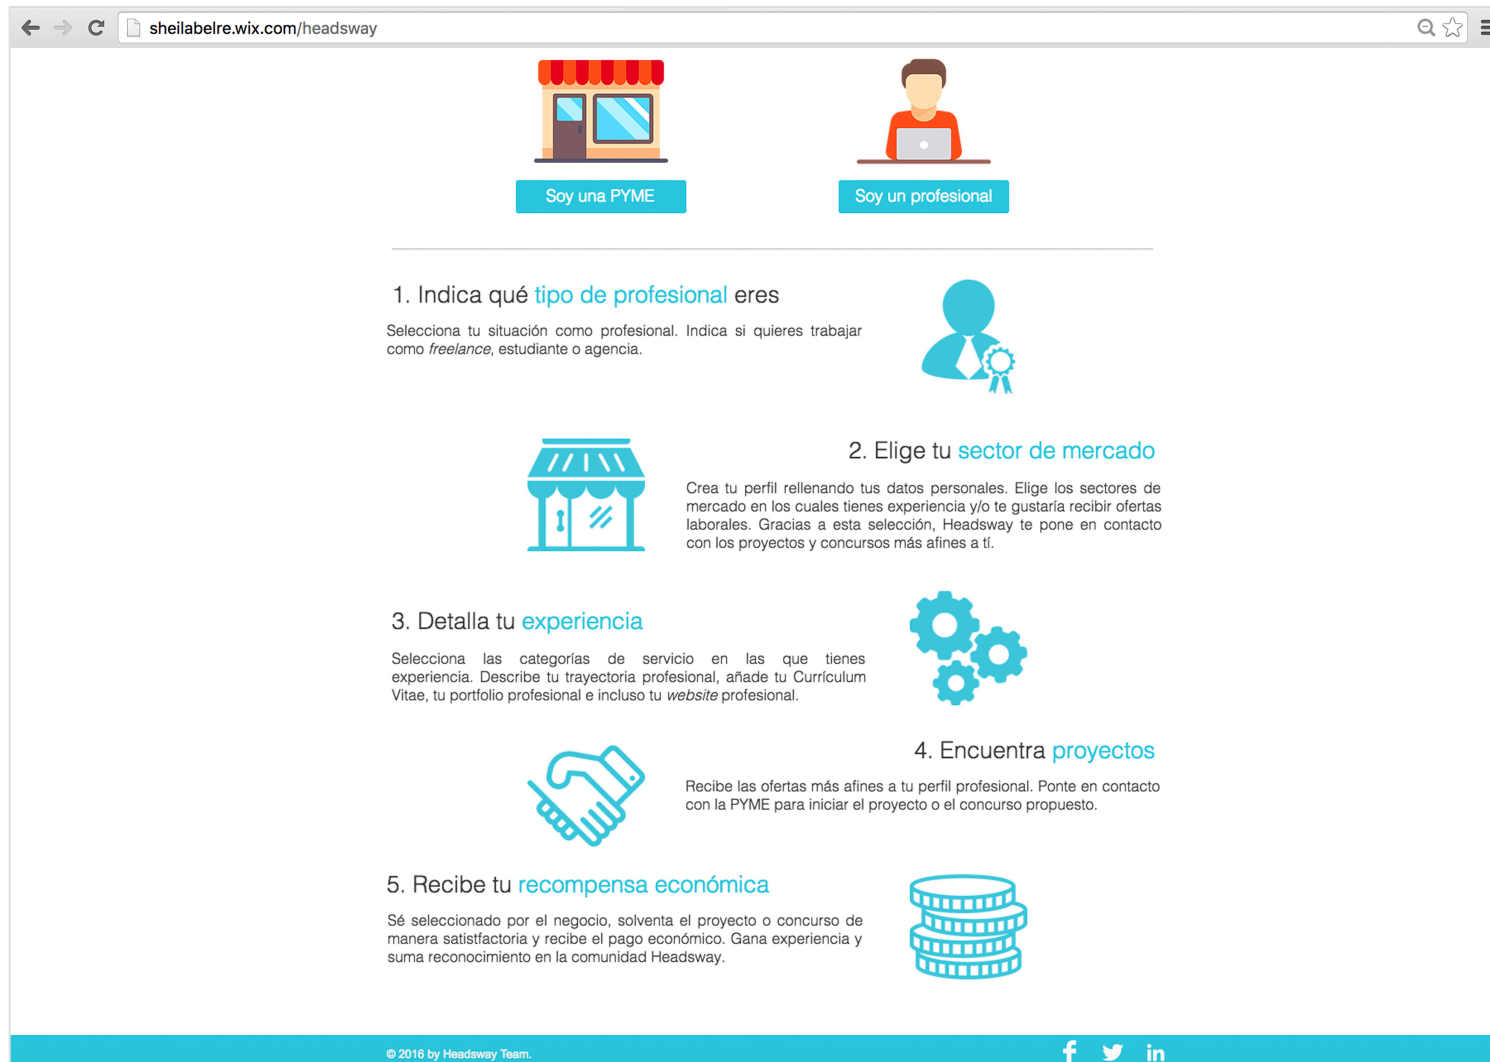 sheilabelre.wix.com/headsway
Soy una PYME
Soy un profesional
1. Indica qué tipo de profesional eres
Selecciona tu situación como profesional. Indica si quieres trabajar
como freelance, estudiante o agencia.
2. Elige tu sector de mercado
Crea tu perfil rellenando tus datos personales. Elige los sectores de
mercado en los cuales tienes experiencia y/o te gustaría recibir ofertas
laborales. Gracias a esta selección, Headsway te pone en contacto
con los proyectos y concursos más afines a tí.
3. Detalla tu experiencia
Selecciona las categorías de servicio en las que tienes
experiencia. Describe tu trayectoria profesional, añade tu Currículum
Vitae, tu portfolio profesional e incluso tu website profesional.
4. Encuentra proyectos
Recibe las ofertas más afines a tu perfil profesional. Ponte en contacto
con la PYME para iniciar el proyecto o el concurso propuesto.
5. Recibe tu recompensa económica
Sé seleccionado por el negocio, solventa el proyecto o concurso de
manera satisfactoria y recibe el pago económico. Gana experiencia y
suma reconocimiento en la comunidad Headsway.
© 2016 by Headsway Team.